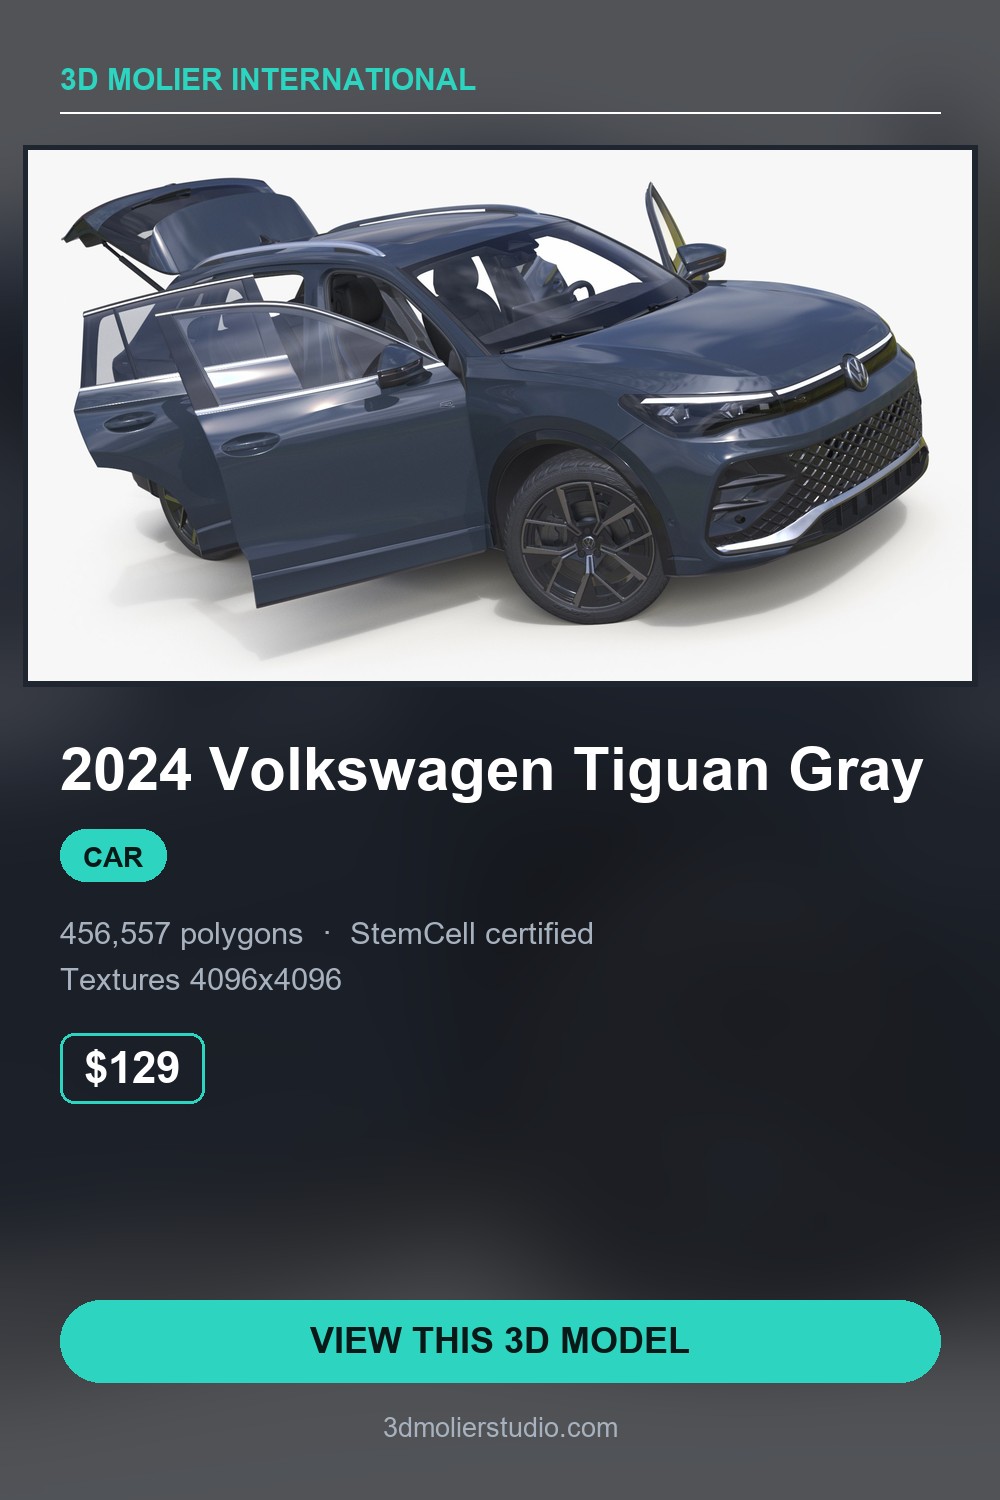 3D MOLIER INTERNATIONAL
2024 Volkswagen Tiguan Gray
CAR
456,557 polygons · StemCell certified
Textures 4096x4096
$129
VIEW THIS 3D MODEL
3dmolierstudio.com